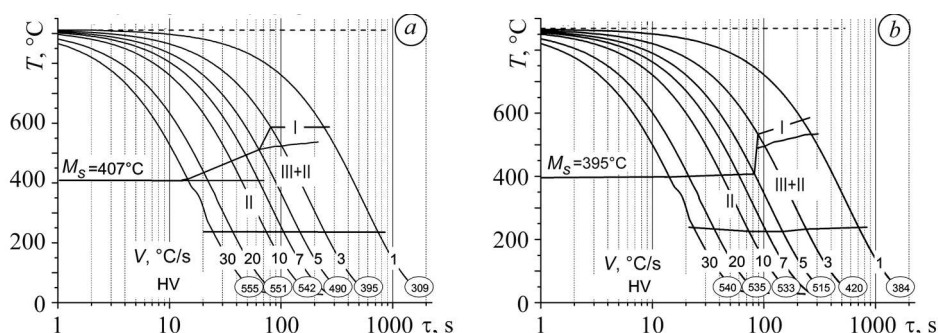 T, °C
a
600
400
200
0
I
M_s=407°C
III+II
II
V, °C/s
30 20 10 7 5 3 1
HV
555 551 542 490 395 309
1 10 100 1000 τ, s
T, °C
b
600
400
200
0
I
M_s=395°C
III+II
II
V, °C/s
30 20 10 7 5 3 1
HV
540 535 533 515 420 384
1 10 100 1000 τ, s